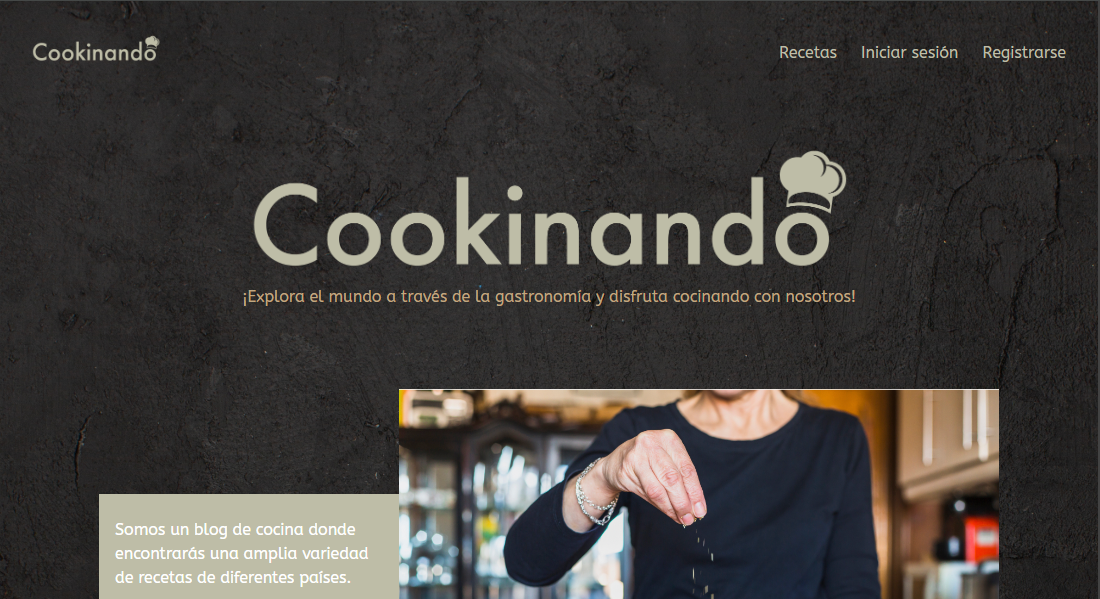 Cookinando
Recetas
Iniciar sesión
Registrarse
Cookinando
¡Explora el mundo a través de la gastronomía y disfruta cocinando con nosotros!
Somos un blog de cocina donde
encontrarás una amplia variedad
de recetas de diferentes países.